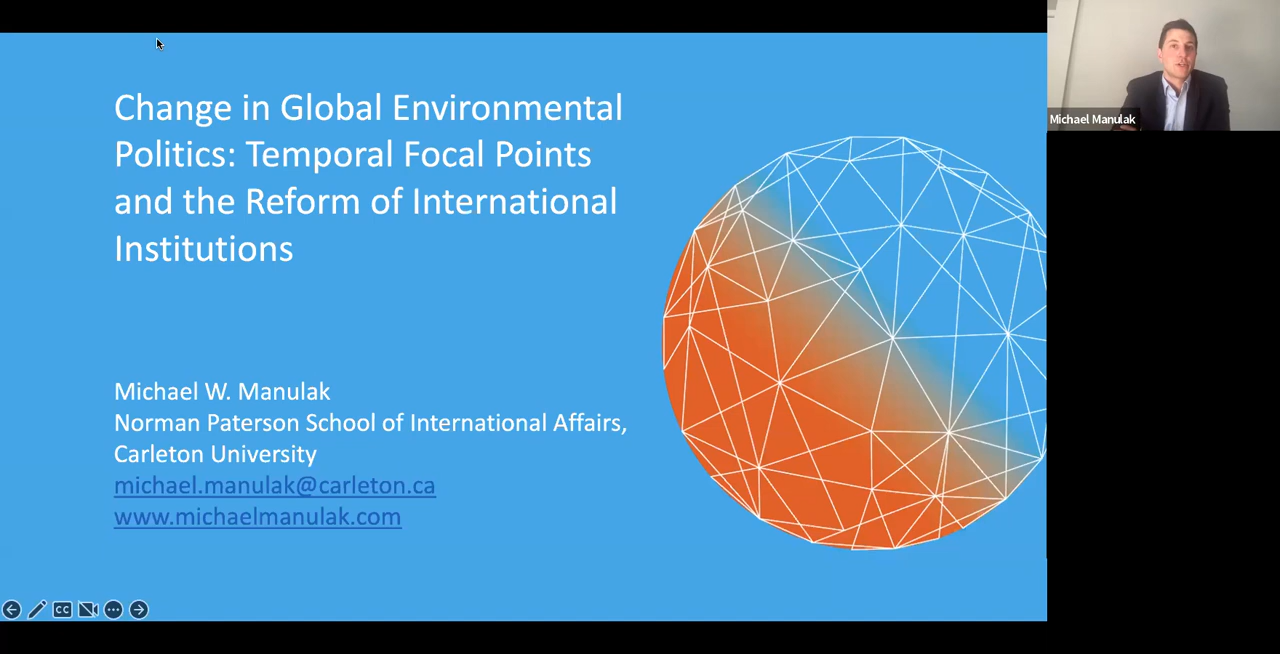 Change in Global Environmental
Politics: Temporal Focal Points
and the Reform of International
Institutions
Michael W. Manulak
Norman Paterson School of International Affairs,
Carleton University
michael.manulak@carleton.ca
www.michaelmanulak.com
CC
Michael Manulak